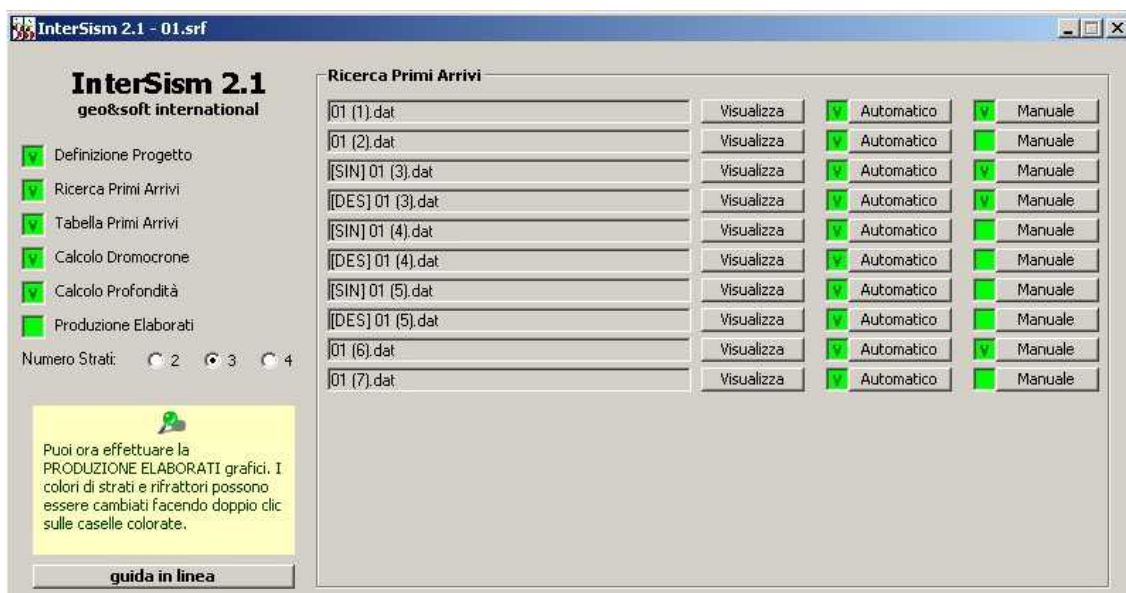 InterSism 2.1 - 01.srf
InterSism 2.1
geo&soft international
V Definizione Progetto
V Ricerca Primi Arrivi
V Tabella Primi Arrivi
V Calcolo Dromocrone
V Calcolo Profondità
Produzione Elaborati
Numero Strati: 2 3 4
Puoi ora effettuare la
PRODUZIONE ELABORATI grafici. I
colori di strati e rifrattori possono
essere cambiati facendo doppio clic
sulle caselle colorate.
guida in linea
Ricerca Primi Arrivi
01 (1).dat Visualizza V Automatico V Manuale
01 (2).dat Visualizza V Automatico Manuale
[SIN] 01 (3).dat Visualizza V Automatico V Manuale
[DES] 01 (3).dat Visualizza V Automatico V Manuale
[SIN] 01 (4).dat Visualizza V Automatico Manuale
[DES] 01 (4).dat Visualizza V Automatico Manuale
[SIN] 01 (5).dat Visualizza V Automatico Manuale
[DES] 01 (5).dat Visualizza V Automatico Manuale
01 (6).dat Visualizza V Automatico V Manuale
01 (7).dat Visualizza V Automatico Manuale